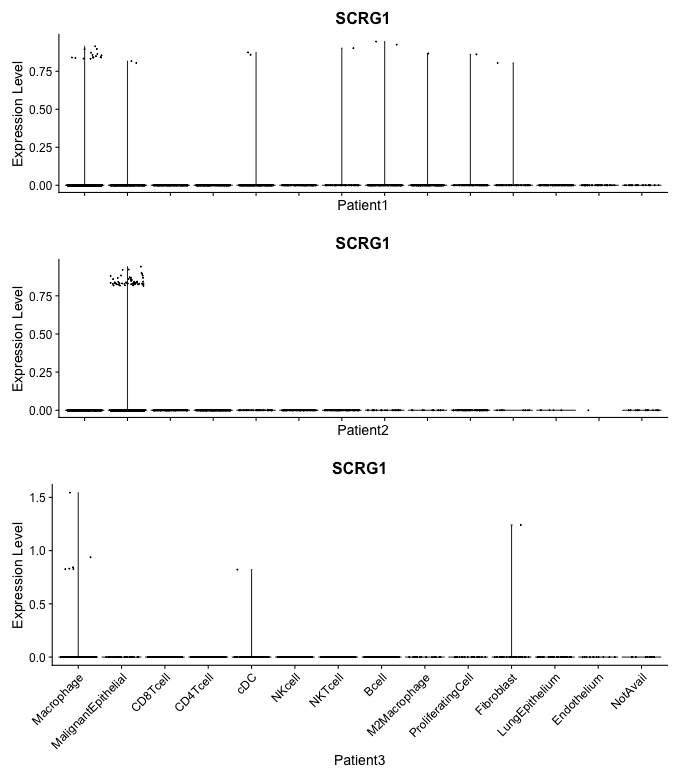 SCRG1
Expression Level
0.75
0.50
0.25
0.00
Patient1
SCRG1
Expression Level
0.75
0.50
0.25
0.00
Patient2
SCRG1
Expression Level
1.5
1.0
0.5
0.0
Macrophage
MalignantEpithelial
CD8Tcell
CD4Tcell
cDC
NKcell
NKTcell
Bcell
M2Macrophage
ProliferatingCell
Fibroblast
LungEpithelium
Endothelium
NotAvail
Patient3